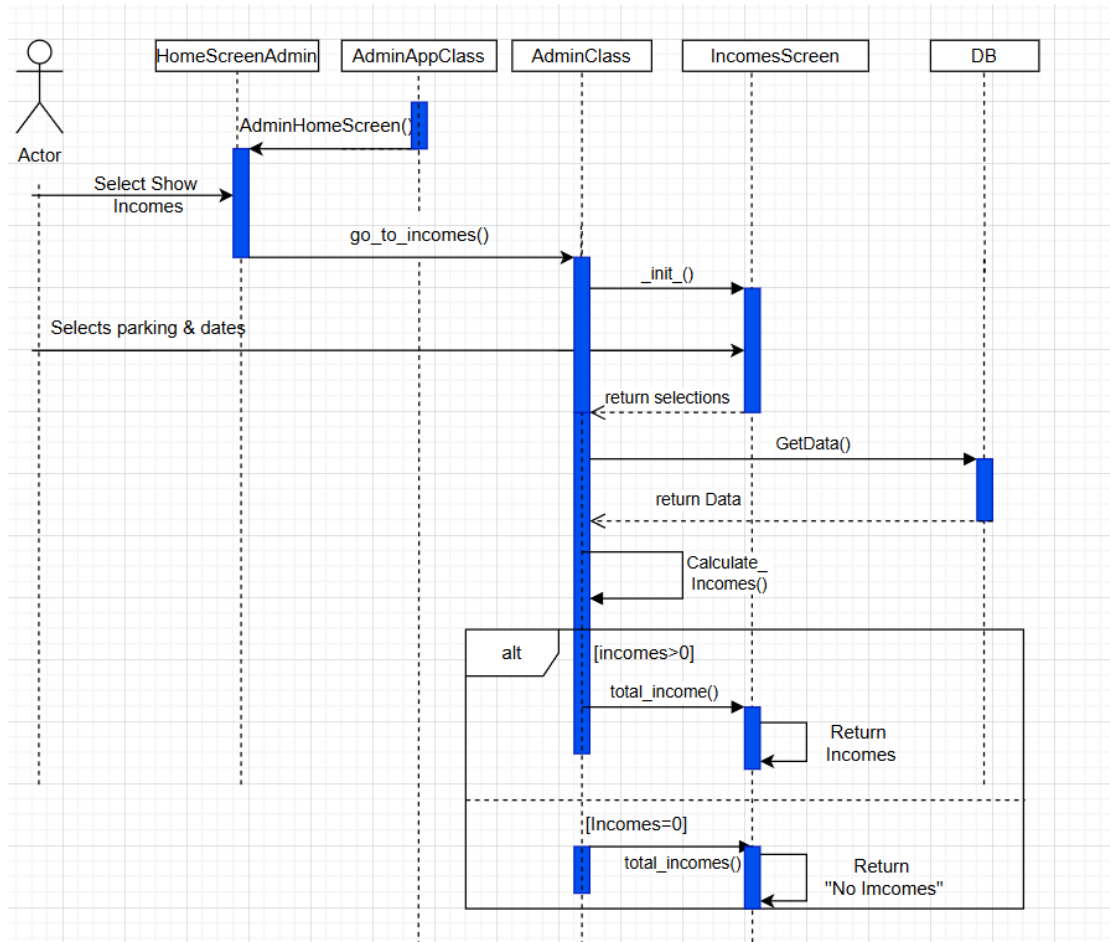 HomeScreenAdmin
AdminAppClass
AdminClass
IncomesScreen
DB
AdminHomeScreen()
Actor
Select Show
Incomes
go_to_incomes()
_init_()
Selects parking & dates
return selections
GetData()
return Data
Calculate_
Incomes()
alt
[incomes>0]
total_income()
Return
Incomes
[Incomes=0]
total_incomes()
Return
"No Imcomes"